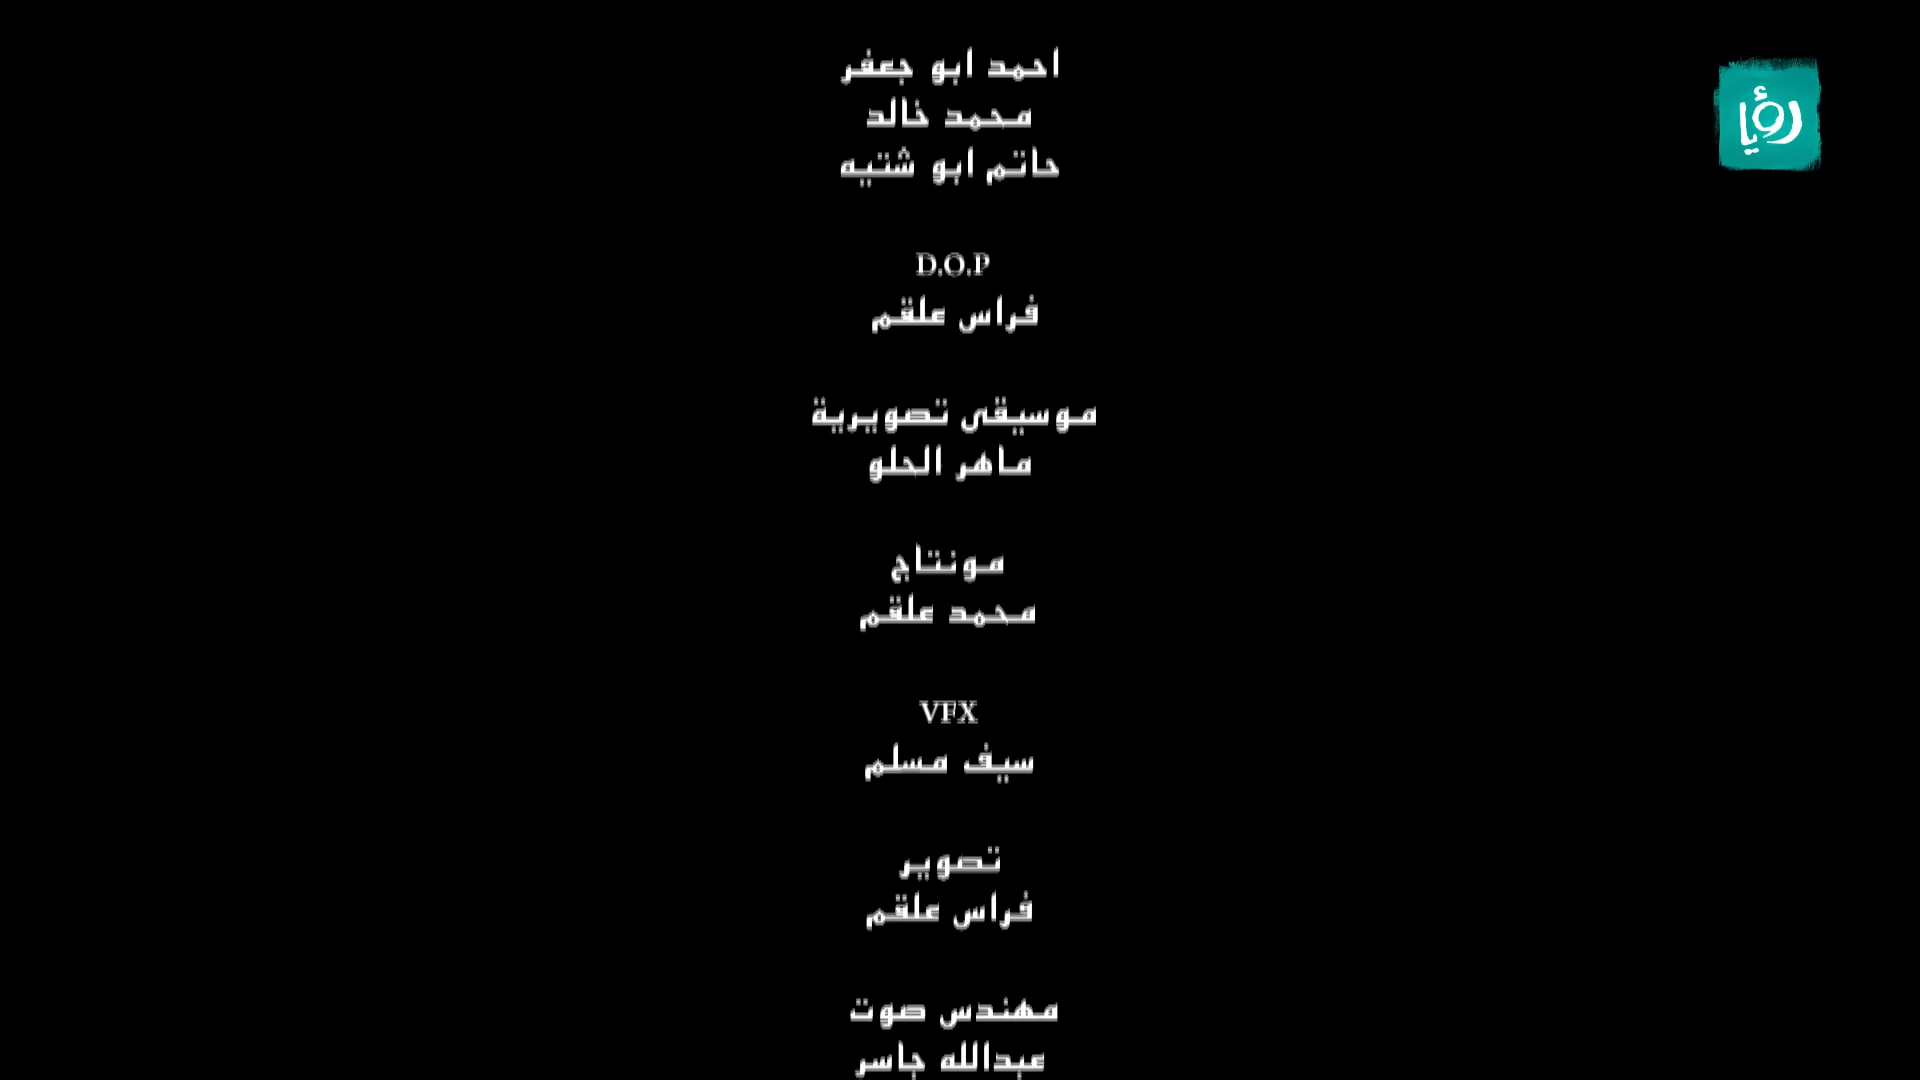 احمد ابو جعفر
محمد خالد
حاتم ابو شتيه
D.O.P
فراس علقم
موسيقى تصويرية
ماهر الحلو
مونتاج
محمد علقم
VFX
سيف مسلم
تصوير
فراس علقم
مهندس صوت
عبدالله جاسر
رؤيا